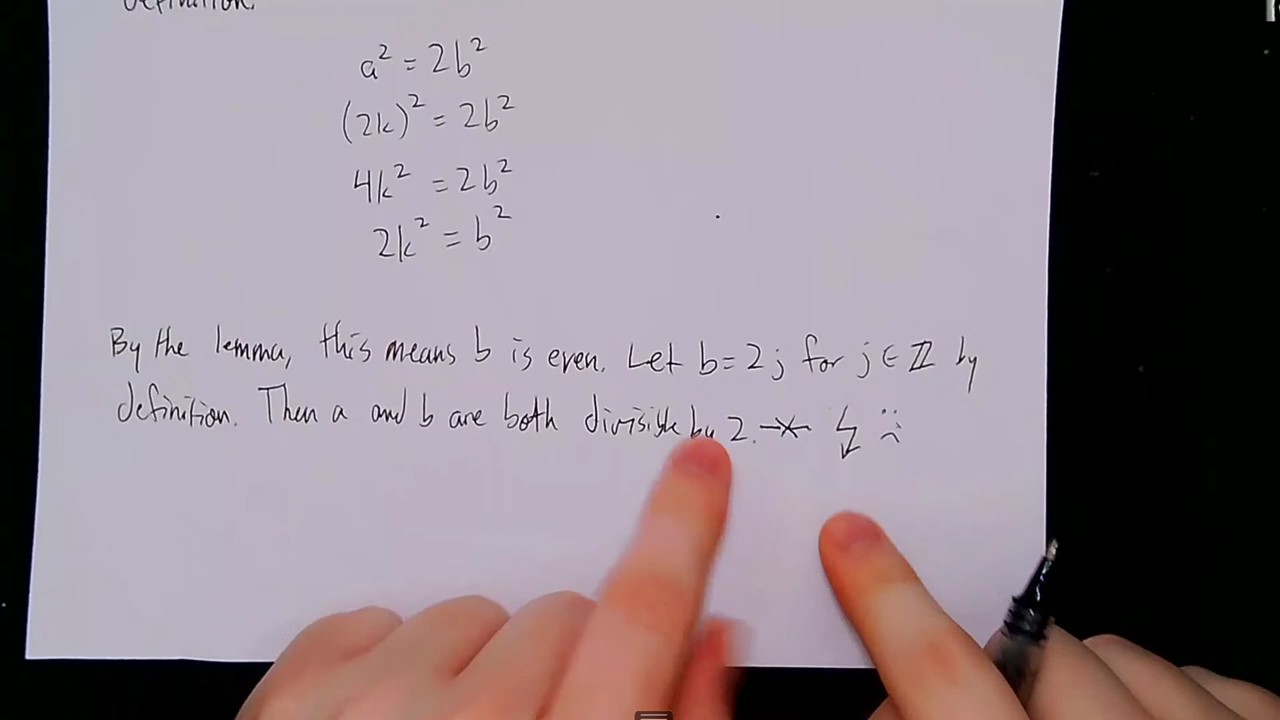 definition.
a² = 2b²
(2k)² = 2b²
4k² = 2b²
2k² = b²
By the lemma, this means b is even. Let b = 2j for j ∈ ℤ by
definition. Then a and b are both divisible by 2.